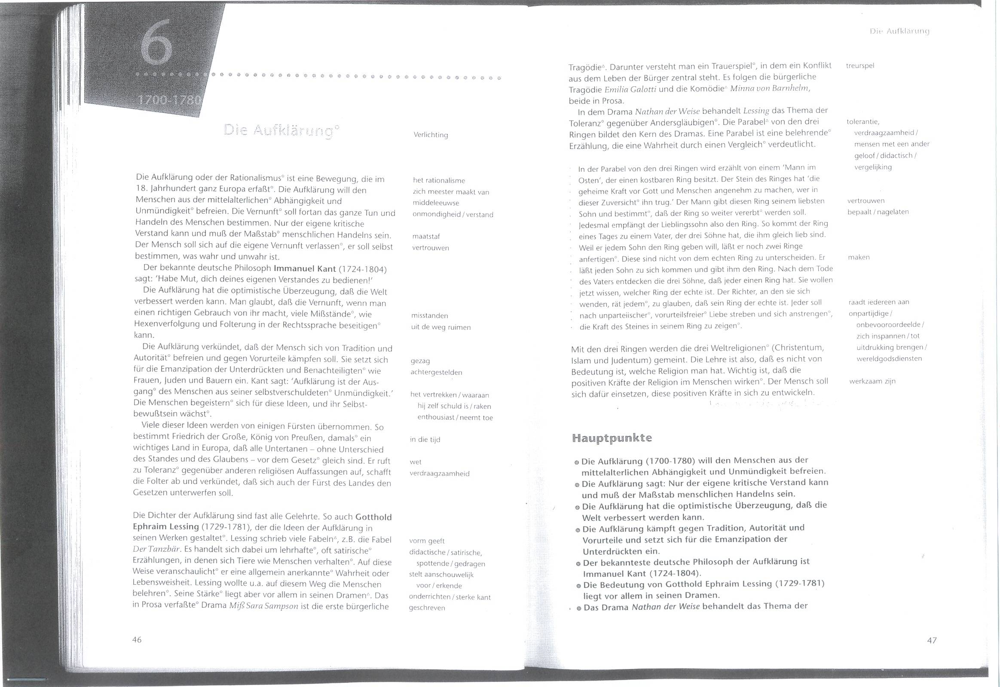 6
1700-1780
Die Aufklärung°
Verlichting
Die Aufklärung oder der Rationalismus° ist eine Bewegung, die im
18. Jahrhundert ganz Europa erfaßt°. Die Aufklärung will den
Menschen aus der mittelalterlichen° Abhängigkeit und
Unmündigkeit° befreien. Die Vernunft° soll fortan das ganze Tun und
Handeln des Menschen bestimmen. Nur der eigene kritische
Verstand kann und muß der Maßstab° menschlichen Handelns sein.
Der Mensch soll sich auf die eigene Vernunft verlassen°, er soll selbst
bestimmen, was wahr und unwahr ist.
Der bekannte deutsche Philosoph Immanuel Kant (1724-1804)
sagt: ‘Habe Mut, dich deines eigenen Verstandes zu bedienen!’
Die Aufklärung hat die optimistische Überzeugung, daß die Welt
verbessert werden kann. Man glaubt, daß die Vernunft, wenn man
einen richtigen Gebrauch von ihr macht, viele Mißstände°, wie
Hexenverfolgung und Folterung in der Rechtssprache beseitigen°
kann.
Die Aufklärung verkündet, daß der Mensch sich von Tradition und
Autorität° befreien und gegen Vorurteile kämpfen soll. Sie setzt sich
für die Emanzipation der Unterdrückten und Benachteiligten° wie
Frauen, Juden und Bauern ein. Kant sagt: ‘Aufklärung ist der Aus-
gang° des Menschen aus seiner selbstverschuldeten° Unmündigkeit.’
Die Menschen begeistern° sich für diese Ideen, und ihr Selbst-
bewußtsein wächst°.
Viele dieser Ideen werden von einigen Fürsten übernommen. So
bestimmt Friedrich der Große, König von Preußen, damals° ein
wichtiges Land in Europa, daß alle Untertanen – ohne Unterschied
des Standes und des Glaubens – vor dem Gesetz° gleich sind. Er ruft
zu Toleranz° gegenüber anderen religiösen Auffassungen auf, schafft
die Folter ab und verkündet, daß sich auch der Fürst des Landes den
Gesetzen unterwerfen soll.
Die Dichter der Aufklärung sind fast alle Gelehrte. So auch Gotthold
Ephraim Lessing (1729-1781), der die Ideen der Aufklärung in
seinen Werken gestaltet°. Lessing schrieb viele Fabeln^, z.B. die Fabel
Der Tanzbär. Es handelt sich dabei um lehrhafte°, oft satirische°
Erzählungen, in denen sich Tiere wie Menschen verhalten°. Auf diese
Weise veranschaulicht° er eine allgemein anerkannte° Wahrheit oder
Lebensweisheit. Lessing wollte u.a. auf diesem Weg die Menschen
belehren°. Seine Stärke° liegt aber vor allem in seinen Dramen^. Das
in Prosa verfaßte° Drama Miß Sara Sampson ist die erste bürgerliche
het rationalisme
zich meester maakt van
middeleeuwse
onmondigheid / verstand
maatstaf
vertrouwen
misstanden
uit de weg ruimen
gezag
achtergestelden
het vertrekken / waaraan
hij zelf schuld is / raken
enthousiast / neemt toe
in die tijd
wet
verdraagzaamheid
vorm geeft
didactische / satirische,
spottende / gedragen
stelt aanschouwelijk
voor / erkende
onderrichten / sterke kant
geschreven
46
Die Aufklärung
Tragödie^. Darunter versteht man ein Trauerspiel°, in dem ein Konflikt
aus dem Leben der Bürger zentral steht. Es folgen die bürgerliche
Tragödie Emilia Galotti und die Komödie^ Minna von Barnhelm,
beide in Prosa.
In dem Drama Nathan der Weise behandelt Lessing das Thema der
Toleranz° gegenüber Andersgläubigen°. Die Parabel^ von den drei
Ringen bildet den Kern des Dramas. Eine Parabel ist eine belehrende°
Erzählung, die eine Wahrheit durch einen Vergleich° verdeutlicht.
In der Parabel von den drei Ringen wird erzählt von einem ‘Mann im
Osten’, der einen kostbaren Ring besitzt. Der Stein des Ringes hat ‘die
geheime Kraft vor Gott und Menschen angenehm zu machen, wer in
dieser Zuversicht° ihn trug.’ Der Mann gibt diesen Ring seinem liebsten
Sohn und bestimmt°, daß der Ring so weiter vererbt° werden soll.
Jedesmal empfängt der Lieblingssohn also den Ring. So kommt der Ring
eines Tages zu einem Vater, der drei Söhne hat, die ihm gleich lieb sind.
Weil er jedem Sohn den Ring geben will, läßt er noch zwei Ringe
anfertigen°. Diese sind nicht von dem echten Ring zu unterscheiden. Er
läßt jeden Sohn zu sich kommen und gibt ihm den Ring. Nach dem Tode
des Vaters entdecken die drei Söhne, daß jeder einen Ring hat. Sie wollen
jetzt wissen, welcher Ring der echte ist. Der Richter, an den sie sich
wenden, rät jedem°, zu glauben, daß sein Ring der echte ist. Jeder soll
nach unparteiischer°, vorurteilsfreier° Liebe streben und sich anstrengen°,
die Kraft des Steines in seinem Ring zu zeigen°.
Mit den drei Ringen werden die drei Weltreligionen° (Christentum,
Islam und Judentum) gemeint. Die Lehre ist also, daß es nicht von
Bedeutung ist, welche Religion man hat. Wichtig ist, daß die
positiven Kräfte der Religion im Menschen wirken°. Der Mensch soll
sich dafür einsetzen, diese positiven Kräfte in sich zu entwickeln.
treurspel
tolerantie,
verdraagzaamheid /
mensen met een ander
geloof / didactisch /
vergelijking
vertrouwen
bepaalt / nagelaten
maken
raadt iedereen aan
onpartijdige /
onbevooroordeelde /
zich inspannen / tot
uitdrukking brengen /
wereldgodsdiensten
werkzaam zijn
Hauptpunkte
Die Aufklärung (1700-1780) will den Menschen aus der
mittelalterlichen Abhängigkeit und Unmündigkeit befreien.
Die Aufklärung sagt: Nur der eigene kritische Verstand kann
und muß der Maßstab menschlichen Handelns sein.
Die Aufklärung hat die optimistische Überzeugung, daß die
Welt verbessert werden kann.
Die Aufklärung kämpft gegen Tradition, Autorität und
Vorurteile und setzt sich für die Emanzipation der
Unterdrückten ein.
Der bekannteste deutsche Philosoph der Aufklärung ist
Immanuel Kant (1724-1804).
Die Bedeutung von Gotthold Ephraim Lessing (1729-1781)
liegt vor allem in seinen Dramen.
Das Drama Nathan der Weise behandelt das Thema der
47